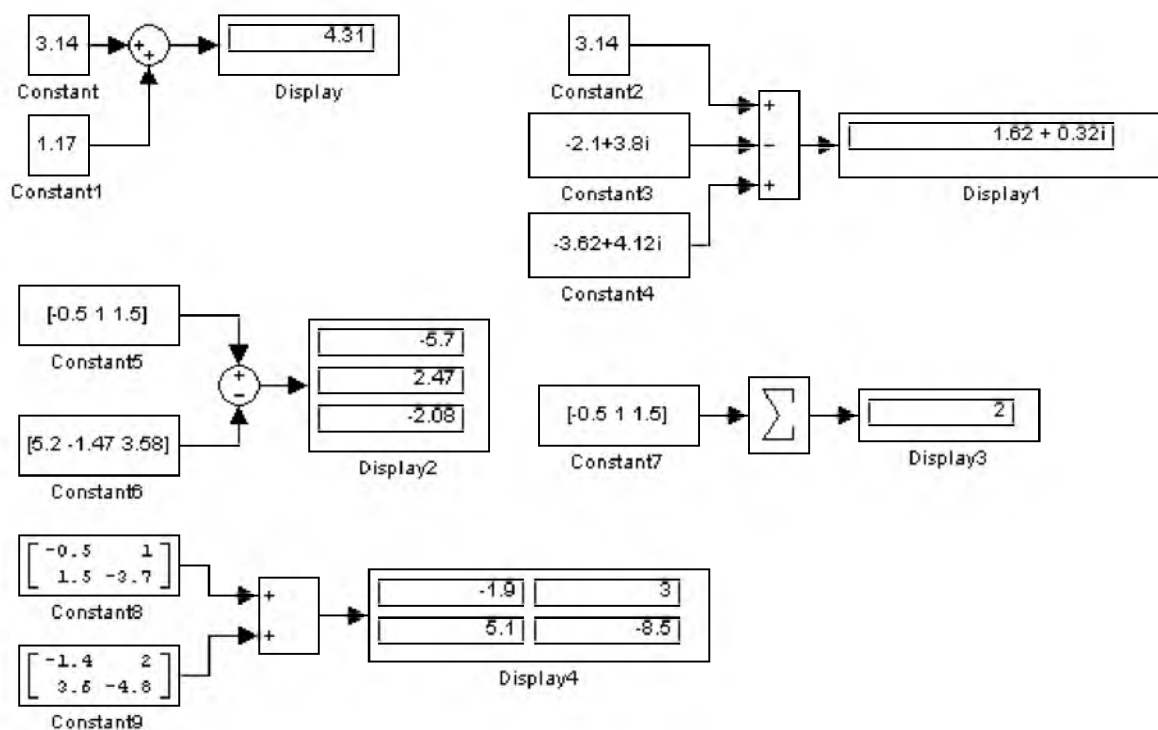 3.14
+
+
4.31
Constant
Display
1.17
Constant1
3.14
Constant2
+
-2.1+3.8i
−
1.62 + 0.32i
Constant3
+
Display1
-3.62+4.12i
Constant4
[-0.5 1 1.5]
Constant5
+
−
-5.7
2.47
-2.08
[5.2 -1.47 3.58]
Display2
Constant6
[-0.5 1 1.5]
Σ
2
Constant7
Display3
-0.5 1
1.5 -3.7
Constant8
+
+
-1.9 3
5.1 -8.5
Display4
-1.4 2
3.6 -4.8
Constant9